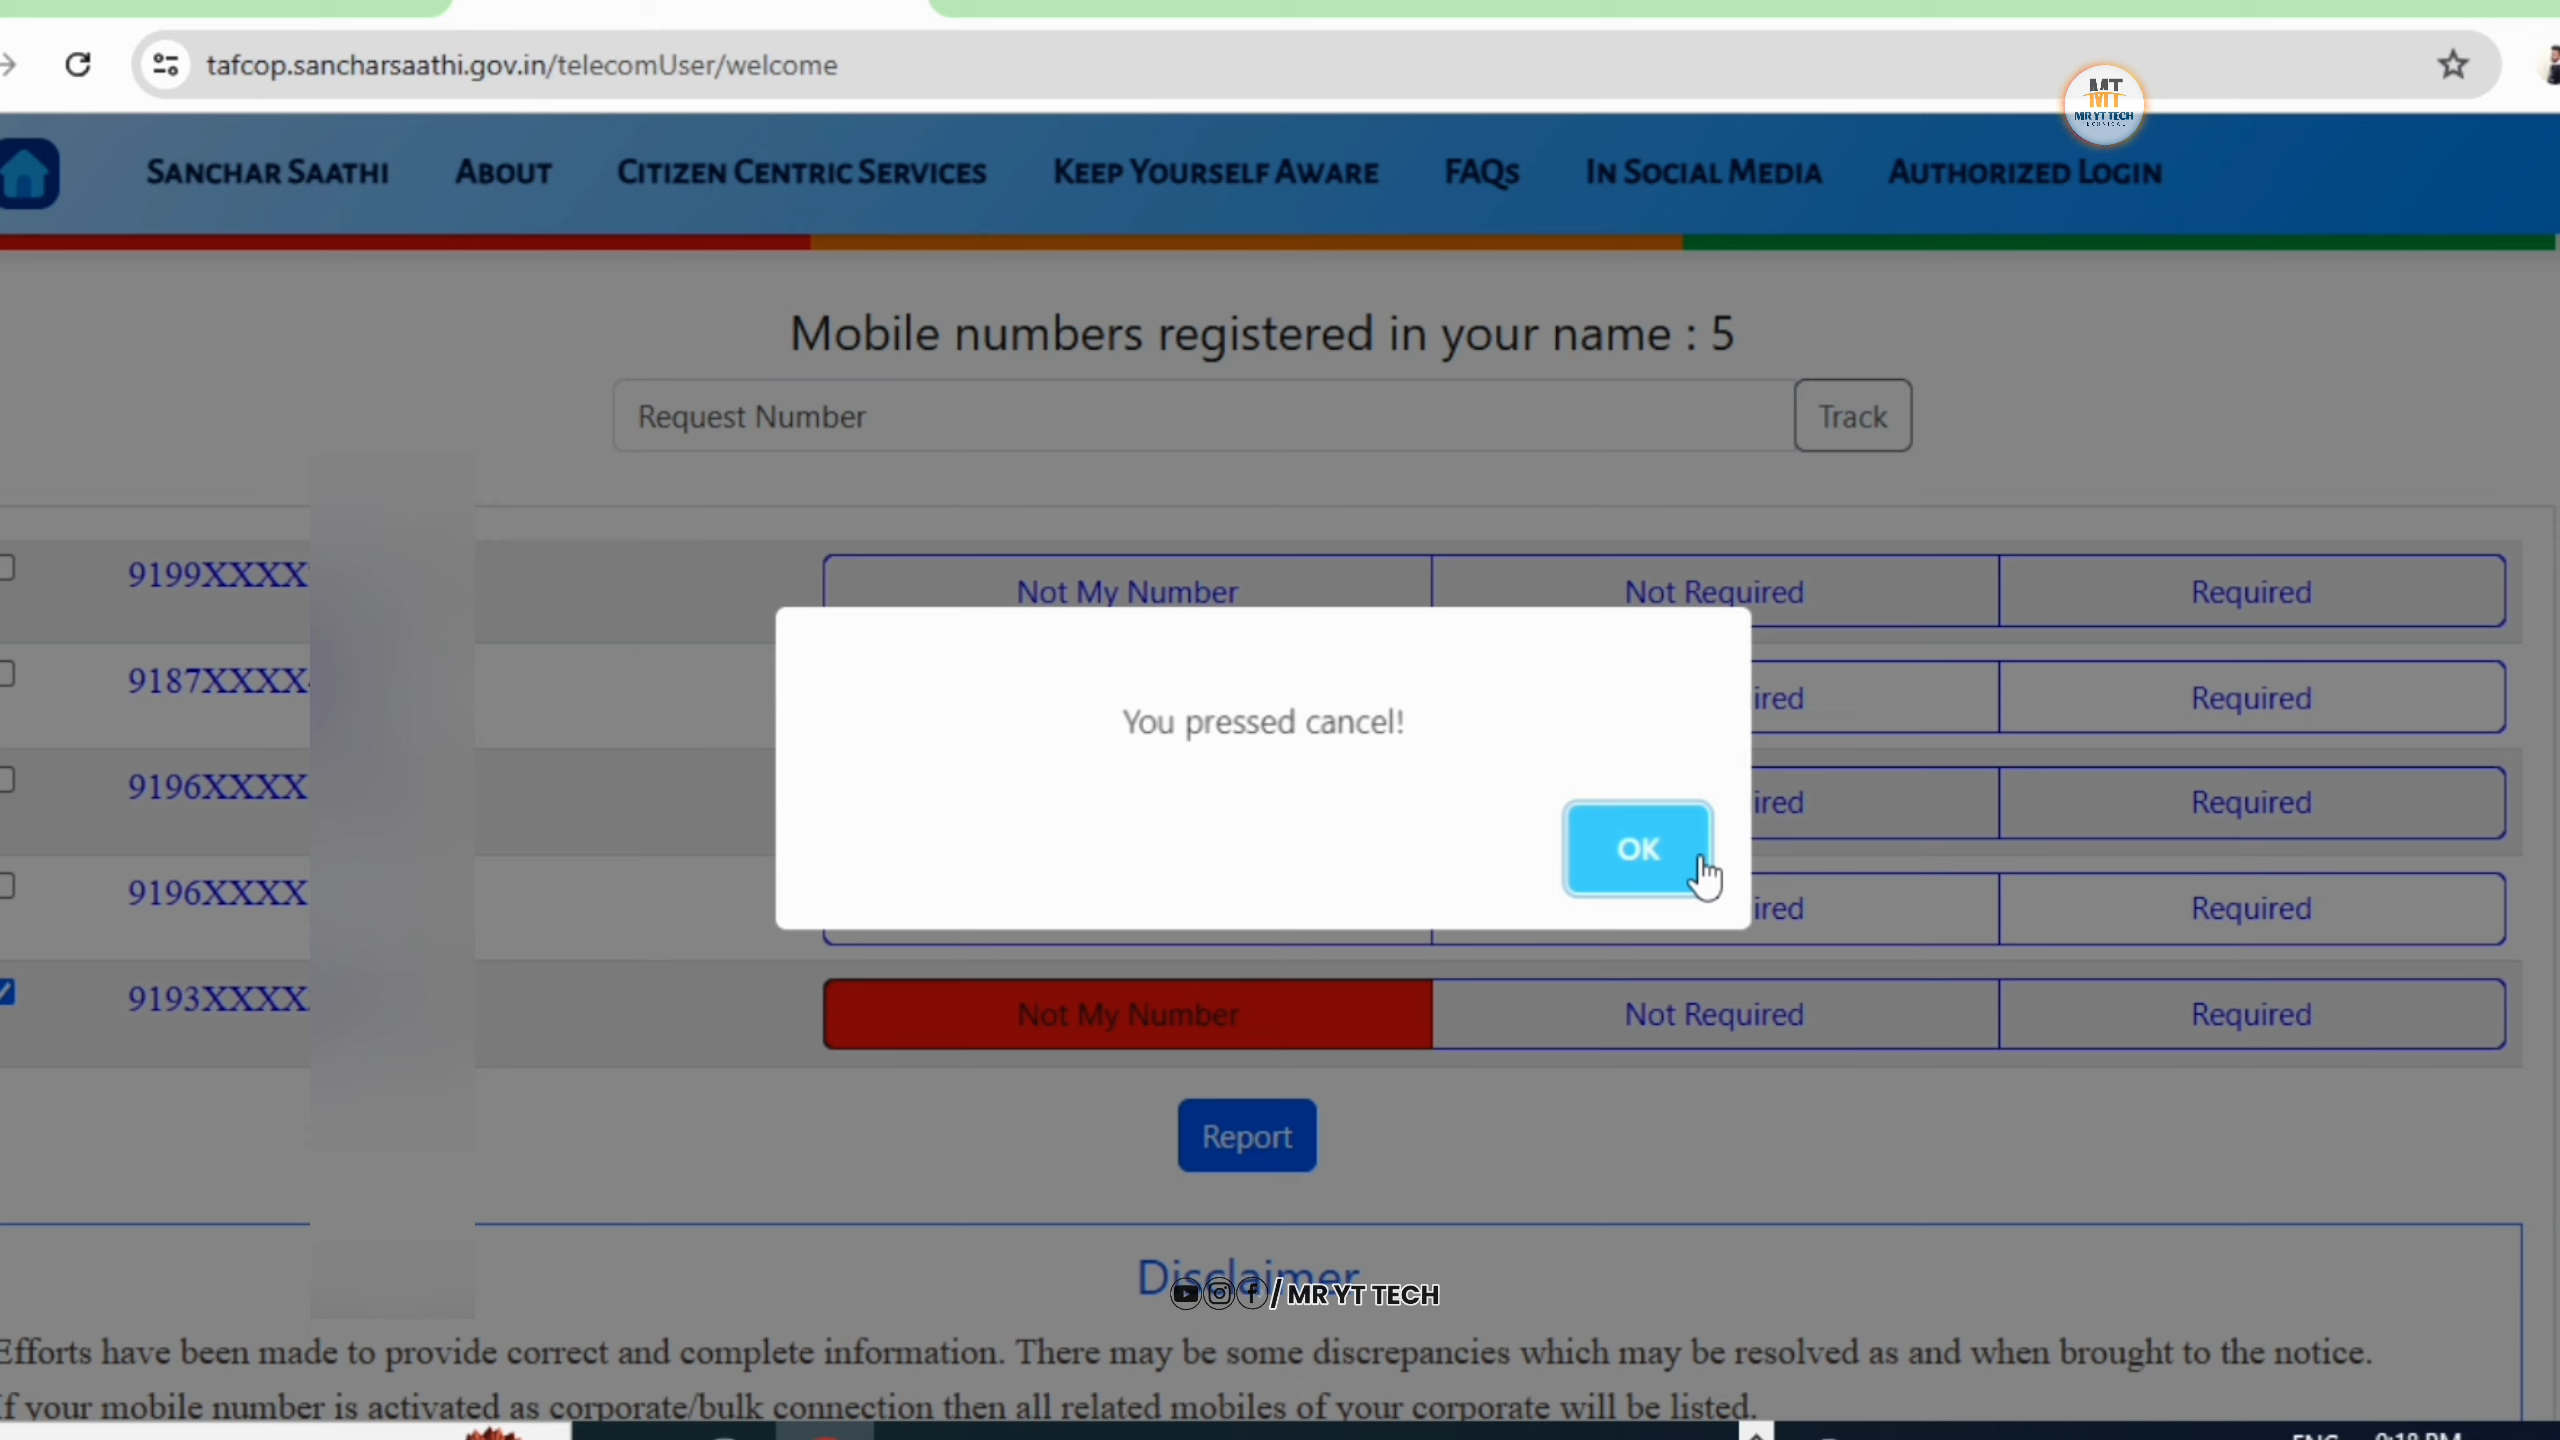 tafcop.sancharsaathi.gov.in/telecomUser/welcome
MT
MR YT TECH
TECHNICAL
SANCHAR SAATHI ABOUT CITIZEN CENTRIC SERVICES KEEP YOURSELF AWARE FAQS IN SOCIAL MEDIA AUTHORIZED LOGIN
Mobile numbers registered in your name : 5
Request Number Track
9199XXXX Not My Number Not Required Required
9187XXXX Required
You pressed cancel!
9196XXXX Required
OK
9196XXXX Required
9193XXXX Not My Number Not Required Required
Report
Disclaimer
/ MR YT TECH
Efforts have been made to provide correct and complete information. There may be some discrepancies which may be resolved as and when brought to the notice.
If your mobile number is activated as corporate/bulk connection then all related mobiles of your corporate will be listed.